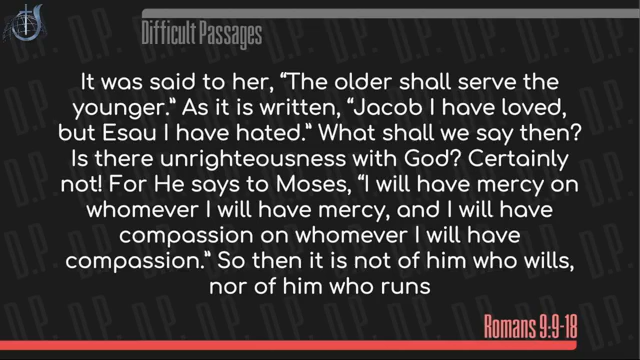 Difficult Passages
It was said to her, “The older shall serve the
younger.” As it is written, “Jacob I have loved,
but Esau I have hated.” What shall we say then?
Is there unrighteousness with God? Certainly
not! For He says to Moses, “I will have mercy on
whomever I will have mercy, and I will have
compassion on whomever I will have
compassion.” So then it is not of him who wills,
nor of him who runs
Romans 9:9-18